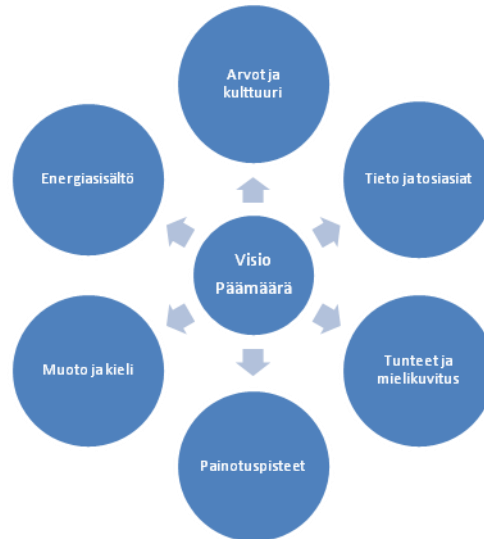 Arvot ja
kulttuuri
Energiasisältö
Tieto ja tosiasiat
Visio
Päämäärä
Muoto ja kieli
Tunteet ja
mielikuvitus
Painotuspisteet